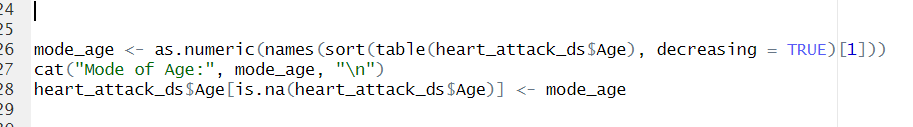 24
25
26 mode_age <- as.numeric(names(sort(table(heart_attack_ds$Age), decreasing = TRUE)[1]))
27 cat("Mode of Age:", mode_age, "\n")
28 heart_attack_ds$Age[is.na(heart_attack_ds$Age)] <- mode_age
29